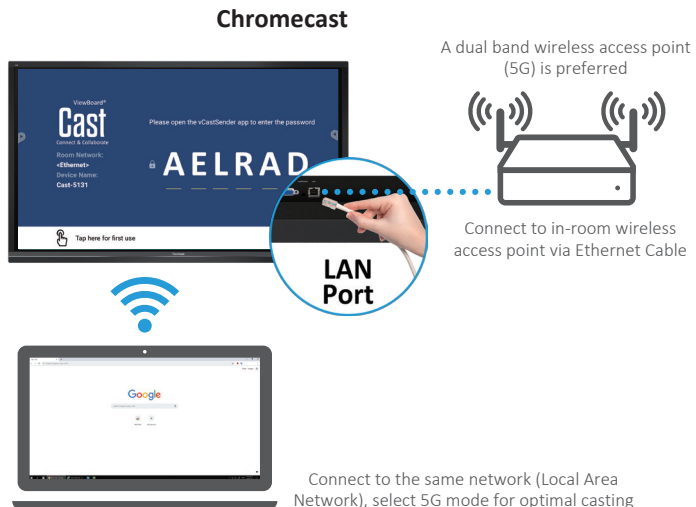 Chromecast
A dual band wireless access point
(5G) is preferred
ViewBoard®
Cast
Connect & Collaborate
Room Network:
<Ethernet>
Device Name:
Cast-5131
Please open the vCastSender app to enter the password
AELRAD
Tap here for first use
LAN
Port
Connect to in-room wireless
access point via Ethernet Cable
Google
Connect to the same network (Local Area
Network), select 5G mode for optimal casting